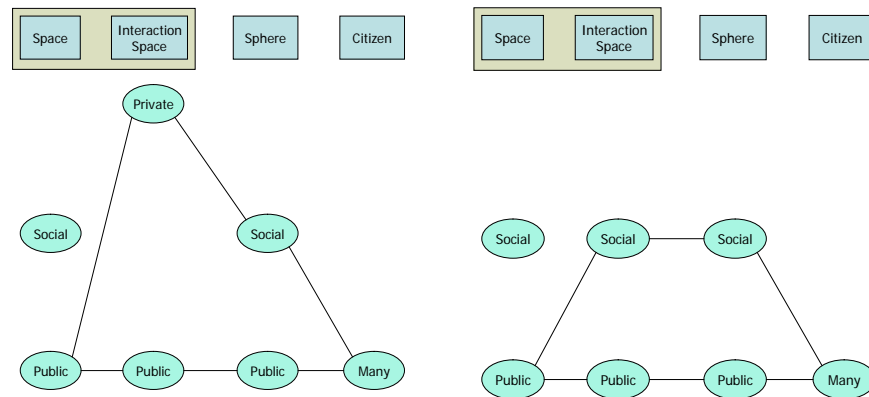 Space
Interaction
Space
Sphere
Citizen
Private
Social
Social
Public
Public
Public
Many
Space
Interaction
Space
Sphere
Citizen
Social
Social
Social
Public
Public
Public
Many